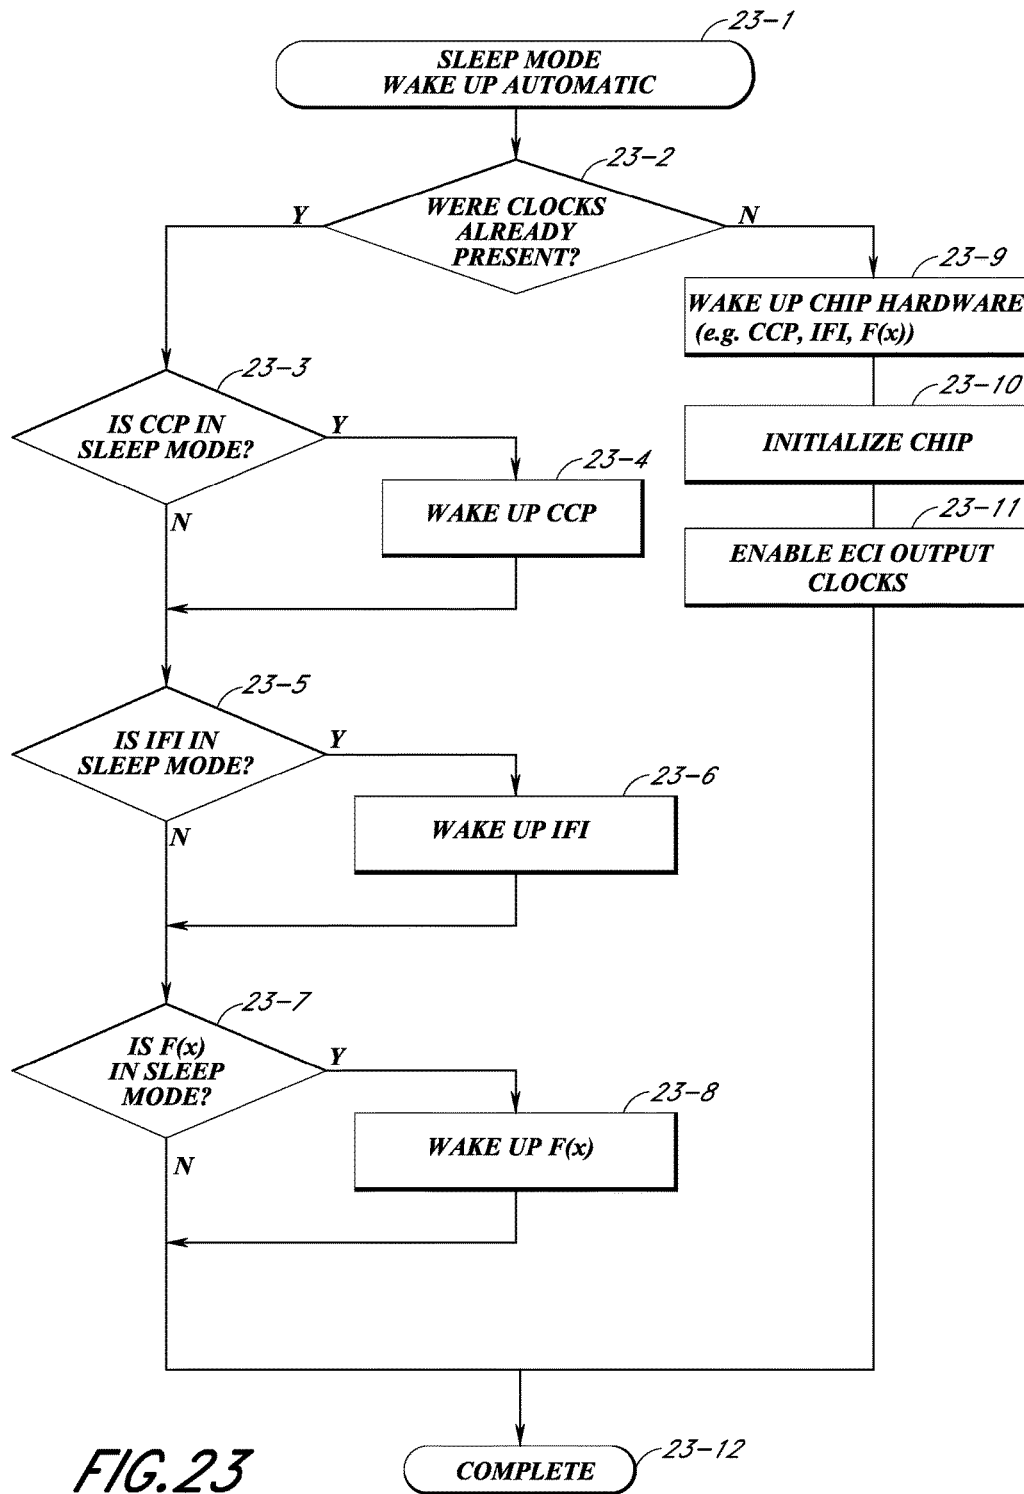 23-1
SLEEP MODE
WAKE UP AUTOMATIC
23-2
WERE CLOCKS
ALREADY
PRESENT?
Y
N
23-9
WAKE UP CHIP HARDWARE
(e.g. CCP, IFI, F(x))
23-10
INITIALIZE CHIP
23-11
ENABLE ECI OUTPUT
CLOCKS
23-3
IS CCP IN
SLEEP MODE?
Y
N
23-4
WAKE UP CCP
23-5
IS IFI IN
SLEEP MODE?
Y
N
23-6
WAKE UP IFI
23-7
IS F(x)
IN SLEEP
MODE?
Y
N
23-8
WAKE UP F(x)
23-12
COMPLETE
FIG.23